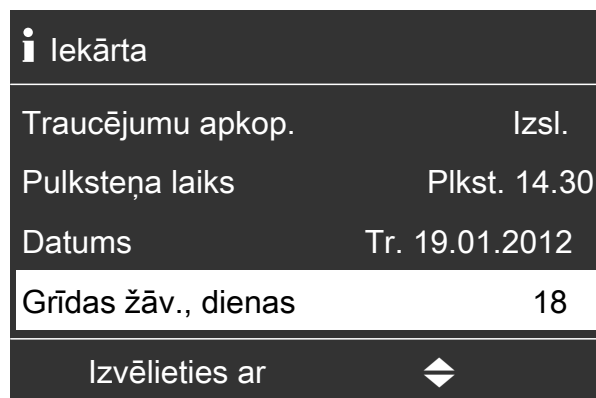 i Iekārta
Traucējumu apkop. Izsl.
Pulksteņa laiks Plkst. 14.30
Datums Tr. 19.01.2012
Grīdas žāv., dienas 18
Izvēlieties ar